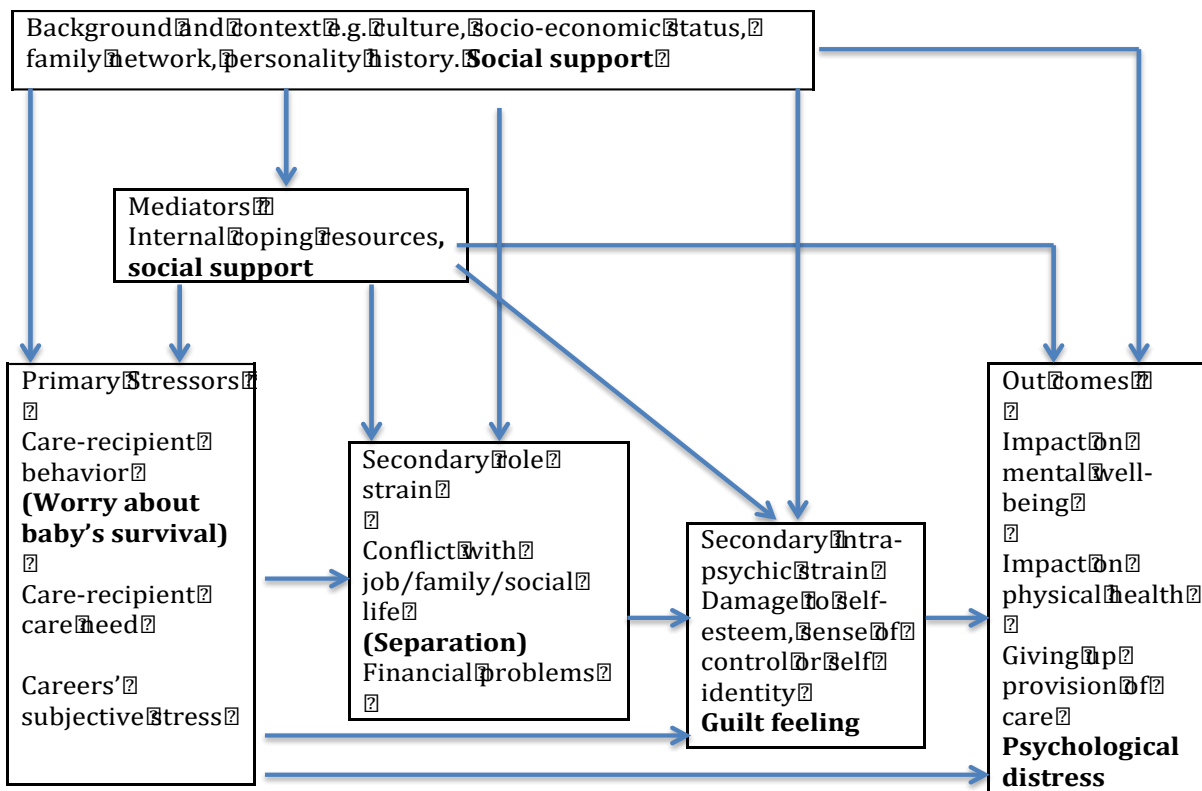 Background and context e.g. culture, socio-economic status,
family network, personality history. Social support
Mediators
Internal coping resources,
social support
Primary Stressors
Care-recipient
behavior
(Worry about
baby's survival)
Care-recipient
care need
Careers'
subjective stress
Secondary role
strain
Conflict with
job/family/social
life
(Separation)
Financial problems
Secondary intra-
psychic strain
Damage to self-
esteem, sense of
control or self
identity
Guilt feeling
Out comes
Impact on
mental well-
being
Impact on
physical health
Giving up
provision of
care
Psychological
distress